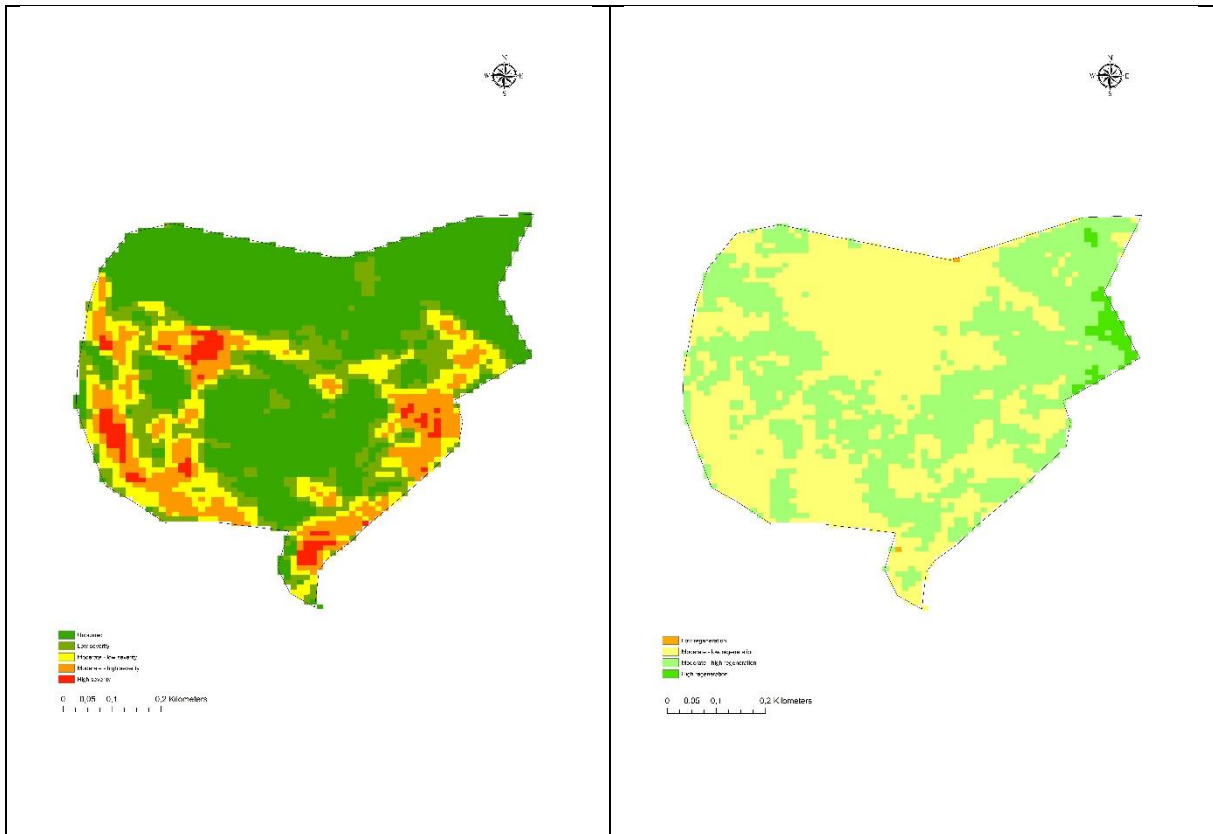 N
W E
S
Unburned
Low severity
Moderate - low severity
Moderate - high severity
High severity
0 0,05 0,1 0,2 Kilometers
N
W E
S
Low regeneration
Moderate - low regeneration
Moderate - high regeneration
High regeneration
0 0,05 0,1 0,2 Kilometers